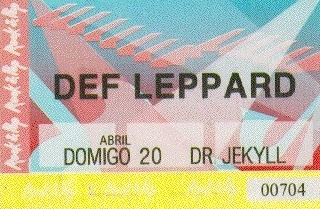 DEF LEPPARD
ABRIL
DOMIGO 20 DR JEKYLL
00704